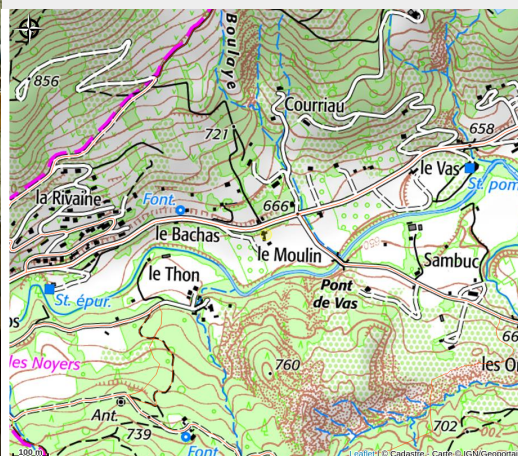 Boulaye
856
Courriau
721
658
le Vas
St. pom
la Rivaine
Font.
666
le Bachas
le Moulin
Sambuc
le Thon
Pont
de Vas
St. épur.
os
66
les Noyers
760
les Or
Ant.
739
702
Font
100 m
Leaflet | © Cadastre - Carte © IGN/Geoportail